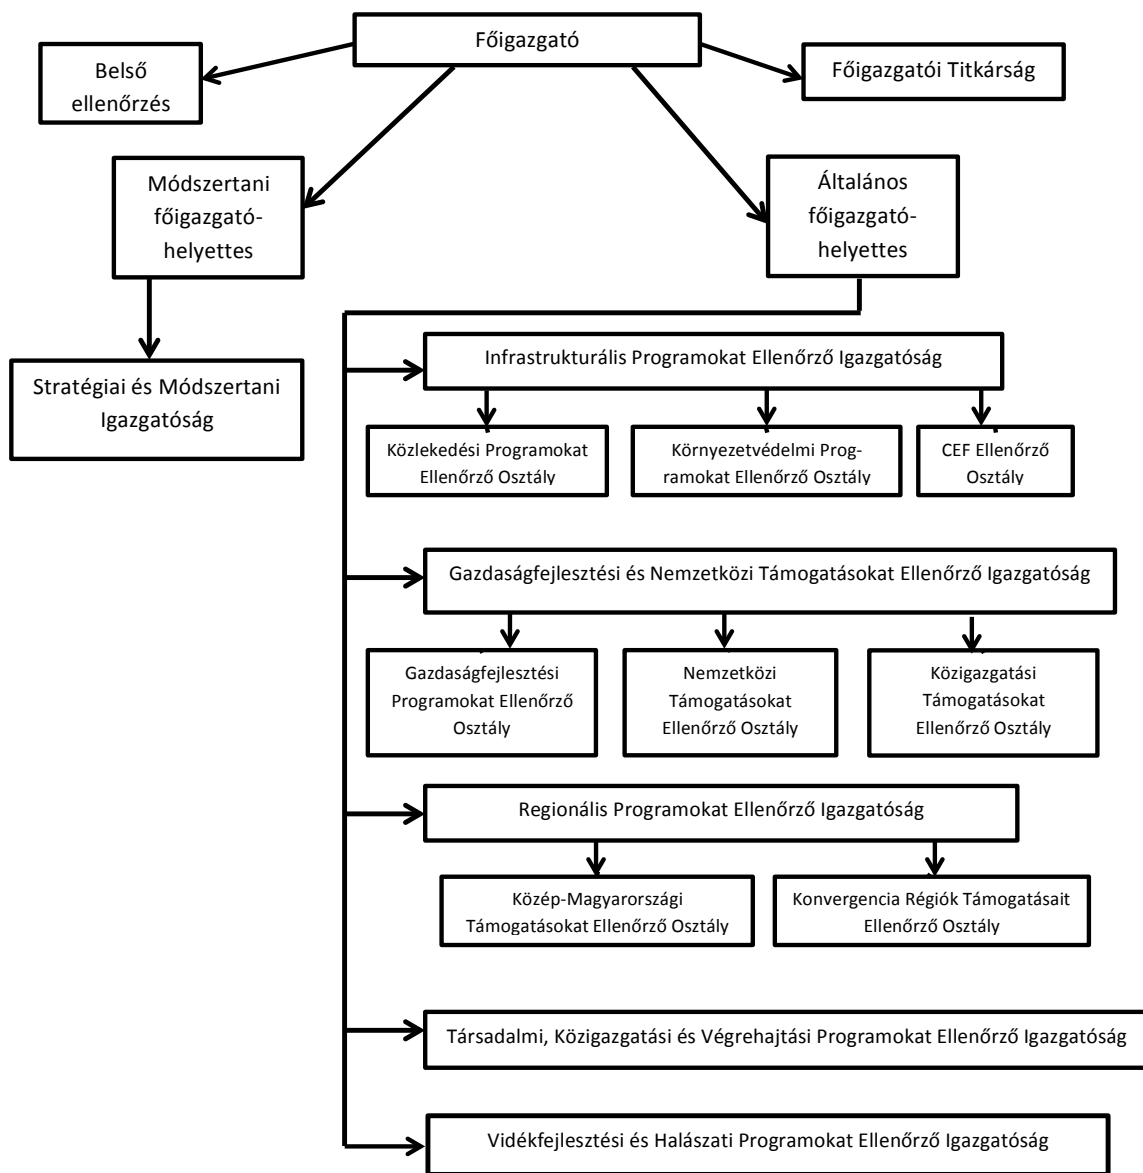 Főigazgató
Belső
ellenőrzés
Főigazgatói Titkárság
Módszertani
főigazgató-
helyettes
Általános
főigazgató-
helyettes
Stratégiai és Módszertani
Igazgatóság
Infrastrukturális Programokat Ellenőrző Igazgatóság
Közlekedési Programokat
Ellenőrző Osztály
Környezetvédelmi Prog-
ramokat Ellenőrző Osztály
CEF Ellenőrző
Osztály
Gazdaságfejlesztési és Nemzetközi Támogatásokat Ellenőrző Igazgatóság
Gazdaságfejlesztési
Programokat Ellenőrző
Osztály
Nemzetközi
Támogatásokat
Ellenőrző Osztály
Közigazgatási
Támogatásokat
Ellenőrző Osztály
Regionális Programokat Ellenőrző Igazgatóság
Közép-Magyarországi
Támogatásokat Ellenőrző Osztály
Konvergencia Régiók Támogatásait
Ellenőrző Osztály
Társadalmi, Közigazgatási és Végrehajtási Programokat Ellenőrző Igazgatóság
Vidékfejlesztési és Halászati Programokat Ellenőrző Igazgatóság